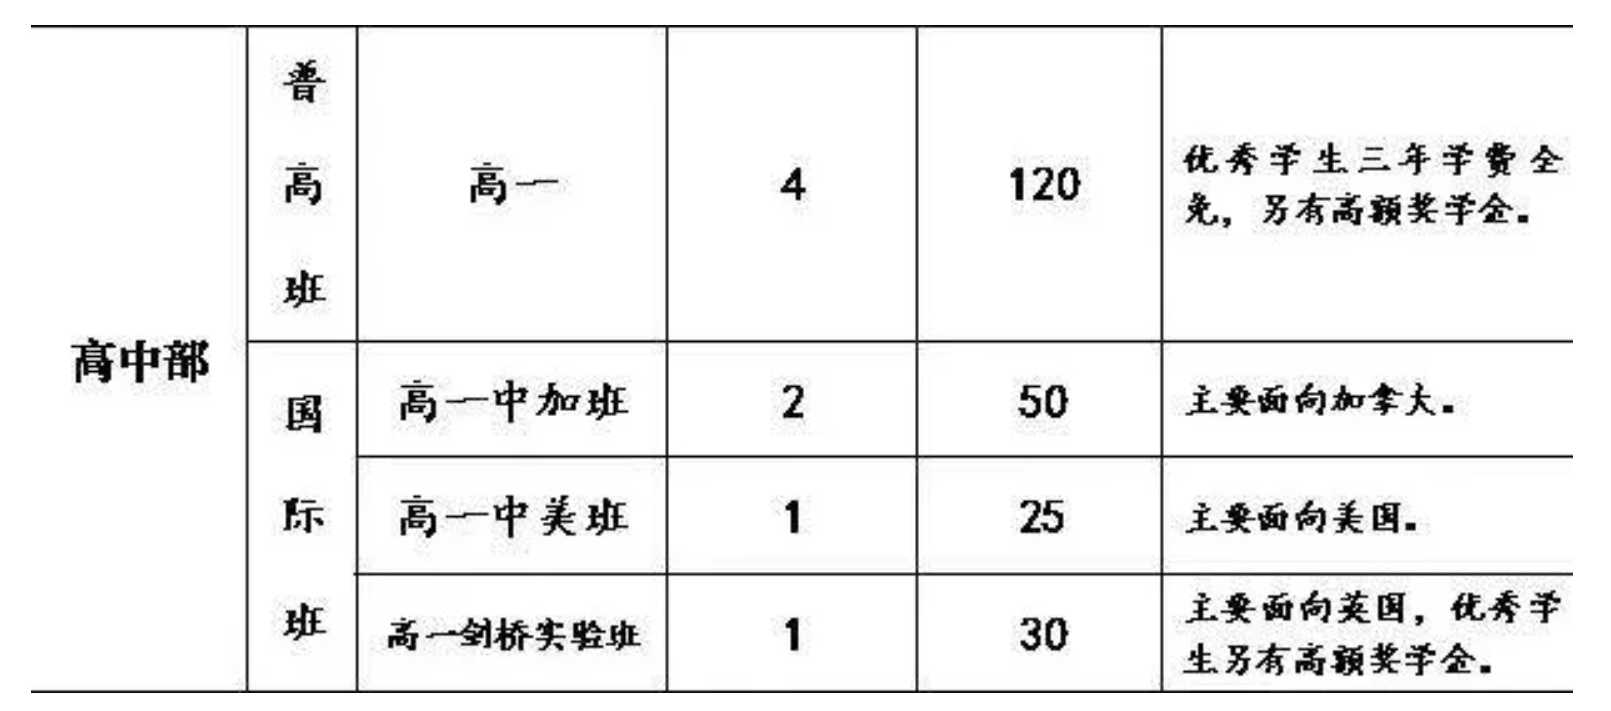 高中部
普
高
班
高一
4
120
优秀学生三年学费全
免，另有高额奖学金。
国
际
班
高一中加班
2
50
主要面向加拿大。
高一中美班
1
25
主要面向美国。
高一剑桥实验班
1
30
主要面向英国，优秀学
生另有高额奖学金。